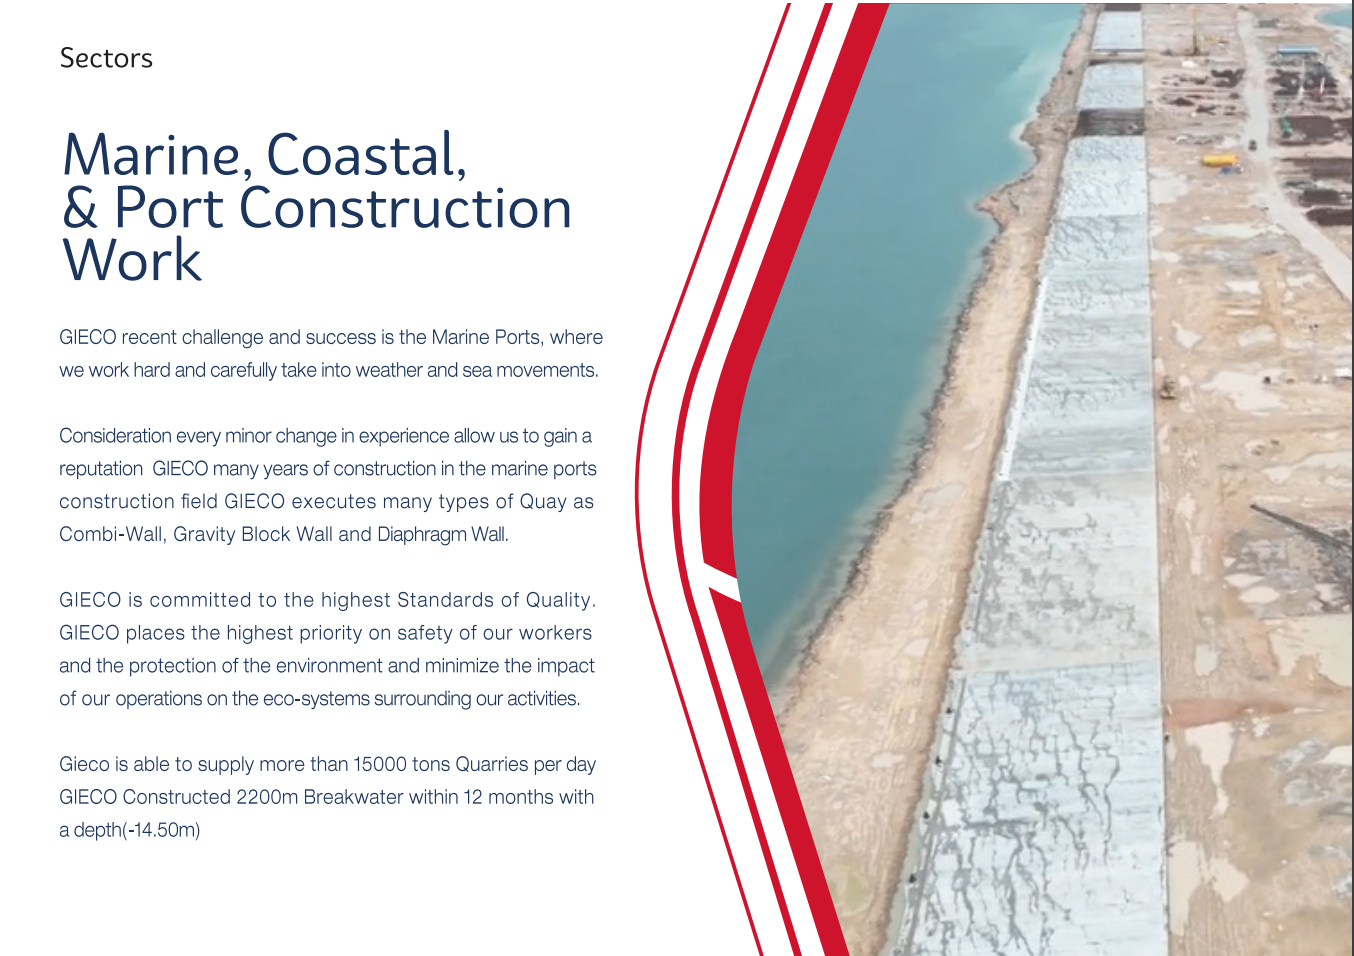 Sectors
Marine, Coastal,
& Port Construction
Work
GIECO recent challenge and success is the Marine Ports, where
we work hard and carefully take into weather and sea movements.
Consideration every minor change in experience allow us to gain a
reputation  GIECO many years of construction in the marine ports
construction field GIECO executes many types of Quay as
Combi-Wall, Gravity Block Wall and Diaphragm Wall.
GIECO is committed to the highest Standards of Quality.
GIECO places the highest priority on safety of our workers
and the protection of the environment and minimize the impact
of our operations on the eco-systems surrounding our activities.
Gieco is able to supply more than 15000 tons Quarries per day
GIECO Constructed 2200m Breakwater within 12 months with
a depth(-14.50m)